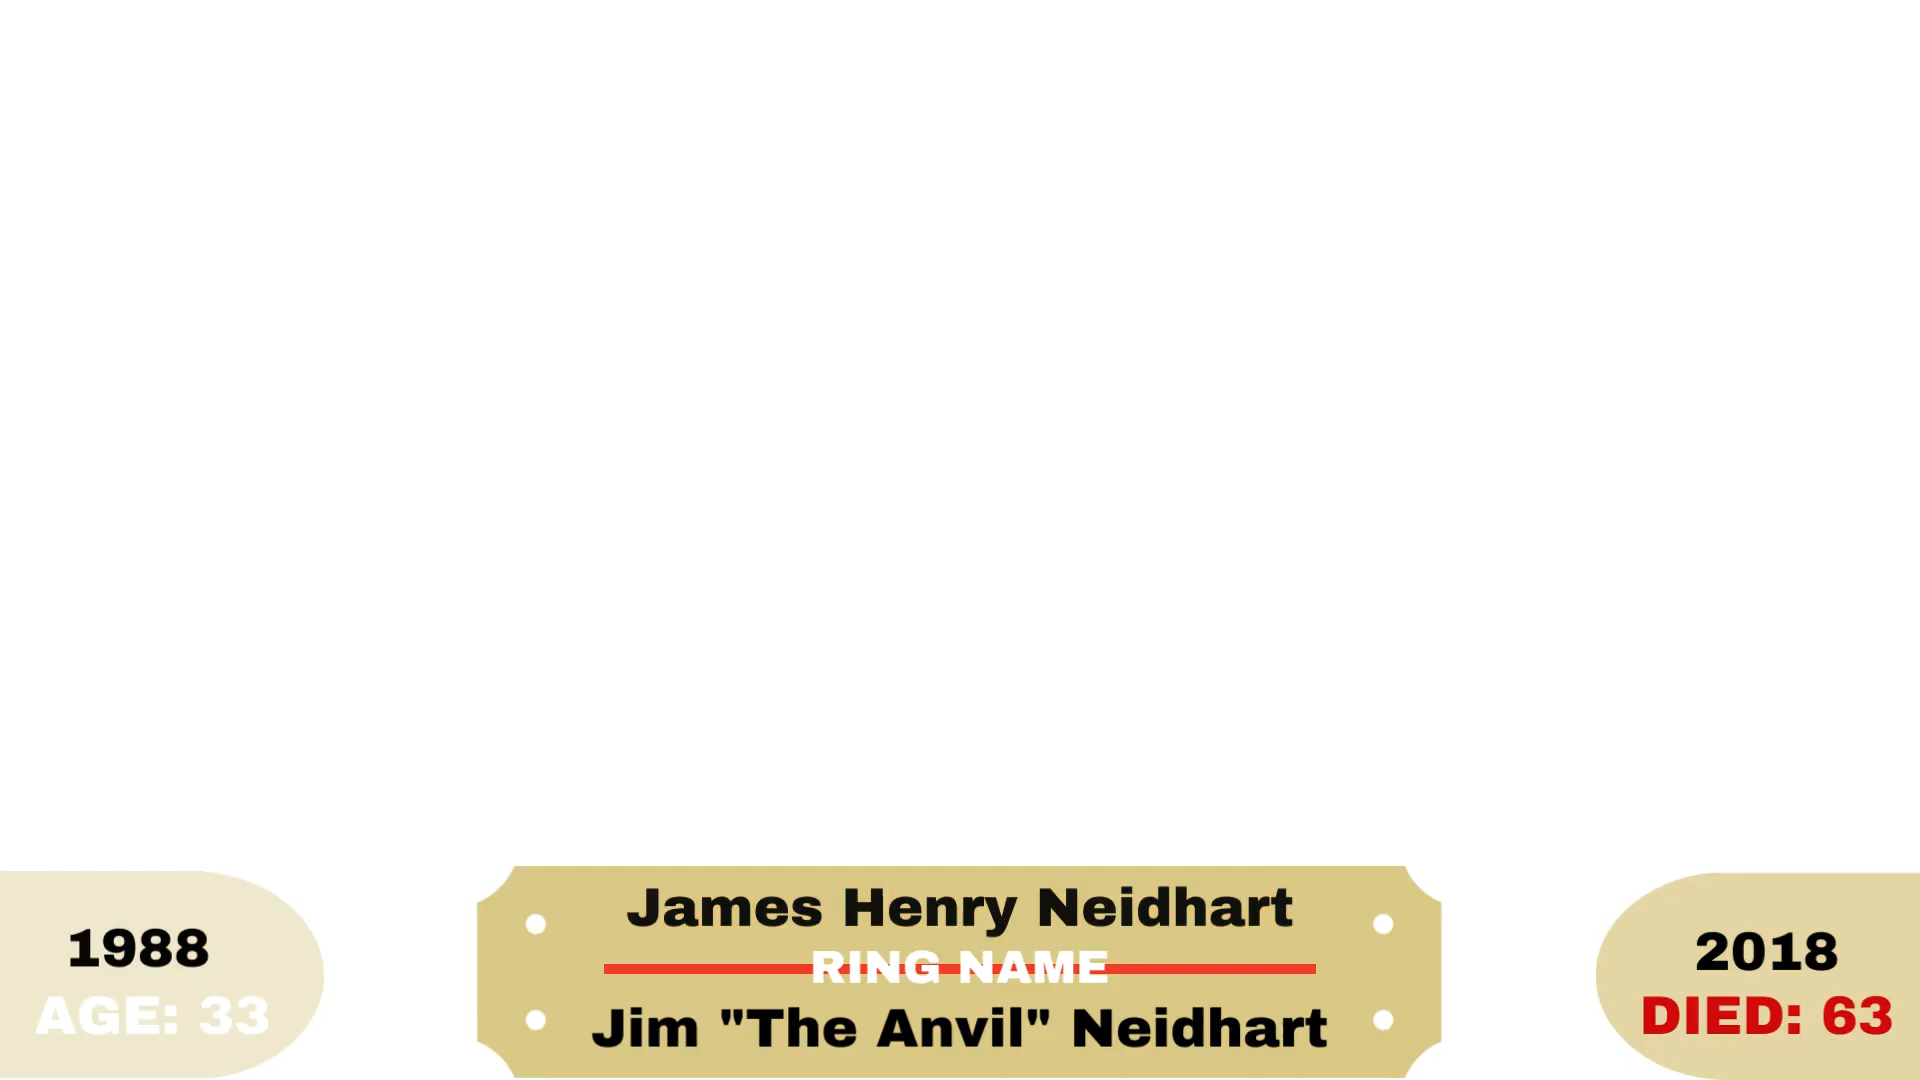 1988
AGE: 33
James Henry Neidhart
RING NAME
Jim "The Anvil" Neidhart
2018
DIED: 63